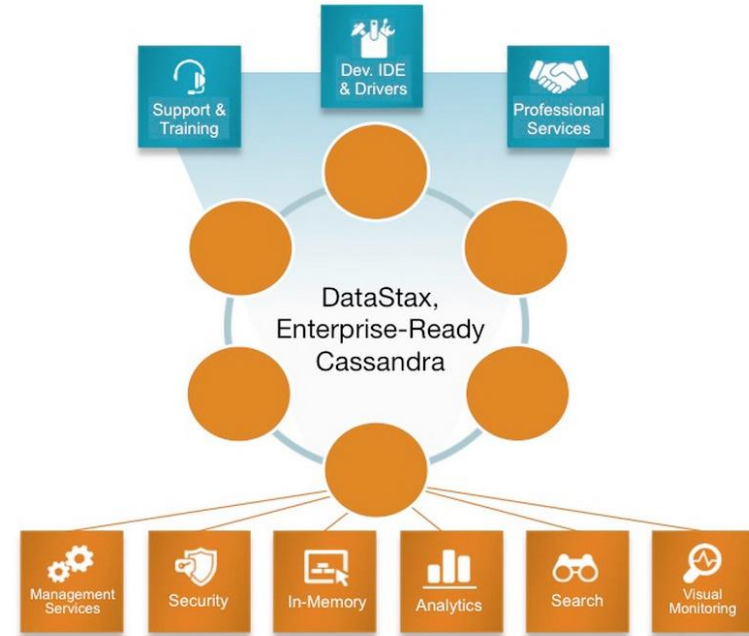 Dev. IDE
& Drivers
Support &
Training
Professional
Services
DataStax,
Enterprise-Ready
Cassandra
Management
Services
Security
In-Memory
Analytics
Search
Visual
Monitoring